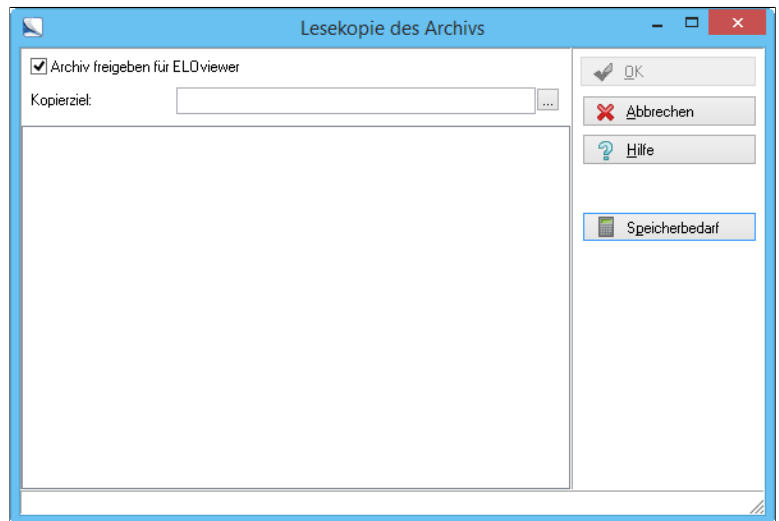 Lesekopie des Archivs
Archiv freigeben für ELOviewer
Kopierziel:
...
OK
Abbrechen
Hilfe
Speicherbedarf